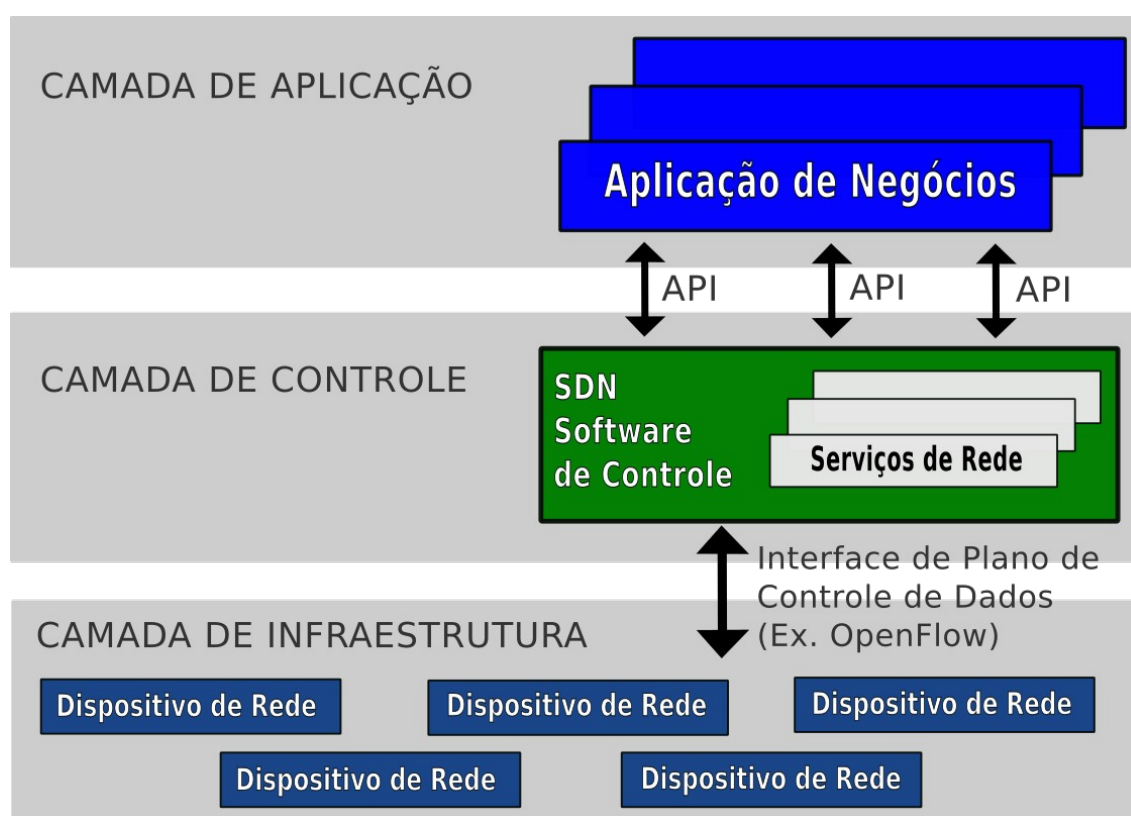 CAMADA DE APLICAÇÃO
Aplicação de Negócios
API
API
API
CAMADA DE CONTROLE
SDN
Software
de Controle
Serviços de Rede
Interface de Plano de
Controle de Dados
(Ex. OpenFlow)
CAMADA DE INFRAESTRUTURA
Dispositivo de Rede
Dispositivo de Rede
Dispositivo de Rede
Dispositivo de Rede
Dispositivo de Rede